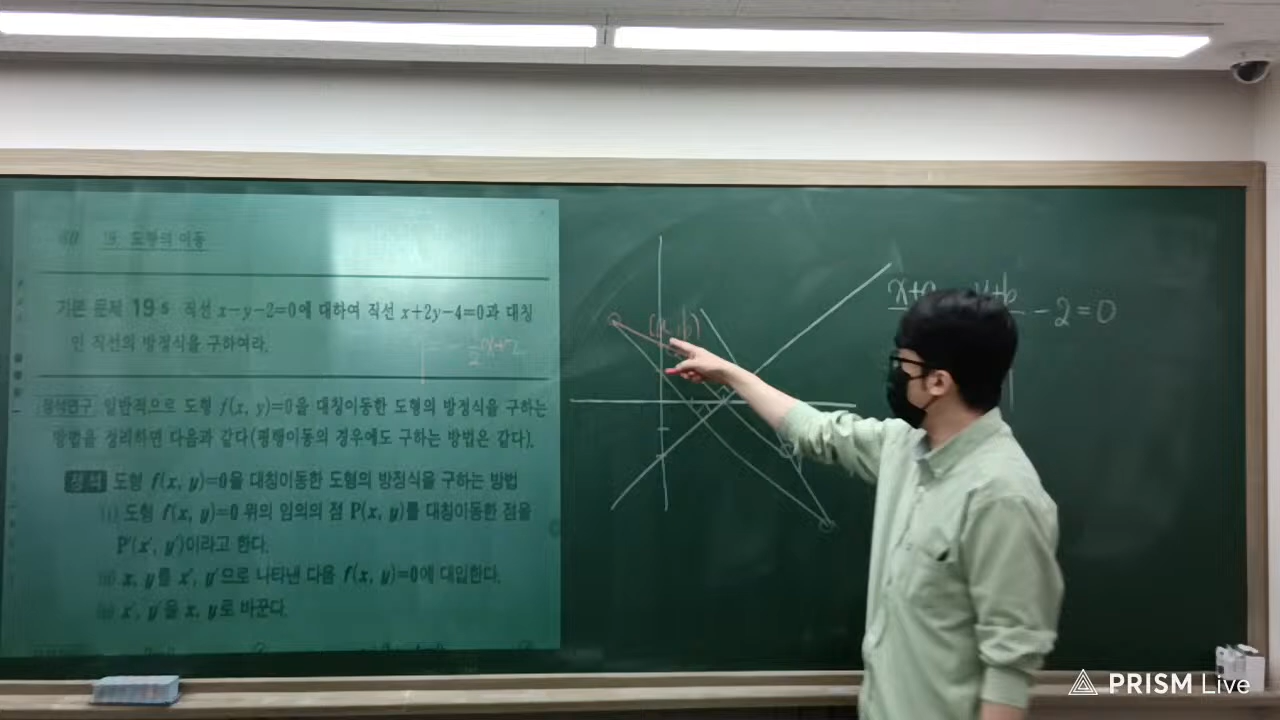 19. 도형의 이동
기본 문제 19-5 직선 x-y-2=0에 대하여 직선 x+2y-4=0과 대칭
인 직선의 방정식을 구하여라.
정석연구 일반적으로 도형 f(x, y)=0을 대칭이동한 도형의 방정식을 구하는
방법을 정리하면 다음과 같다(평행이동의 경우에도 구하는 방법은 같다).
정석 도형 f(x, y)=0을 대칭이동한 도형의 방정식을 구하는 방법
(i) 도형 f(x, y)=0 위의 임의의 점 P(x, y)를 대칭이동한 점을
P′(x′, y′)이라고 한다.
(ii) x, y를 x′, y′으로 나타낸 다음 f(x, y)=0에 대입한다.
(iii) x′, y′을 x, y로 바꾼다.
(a, b)
-2=0
PRISM Live